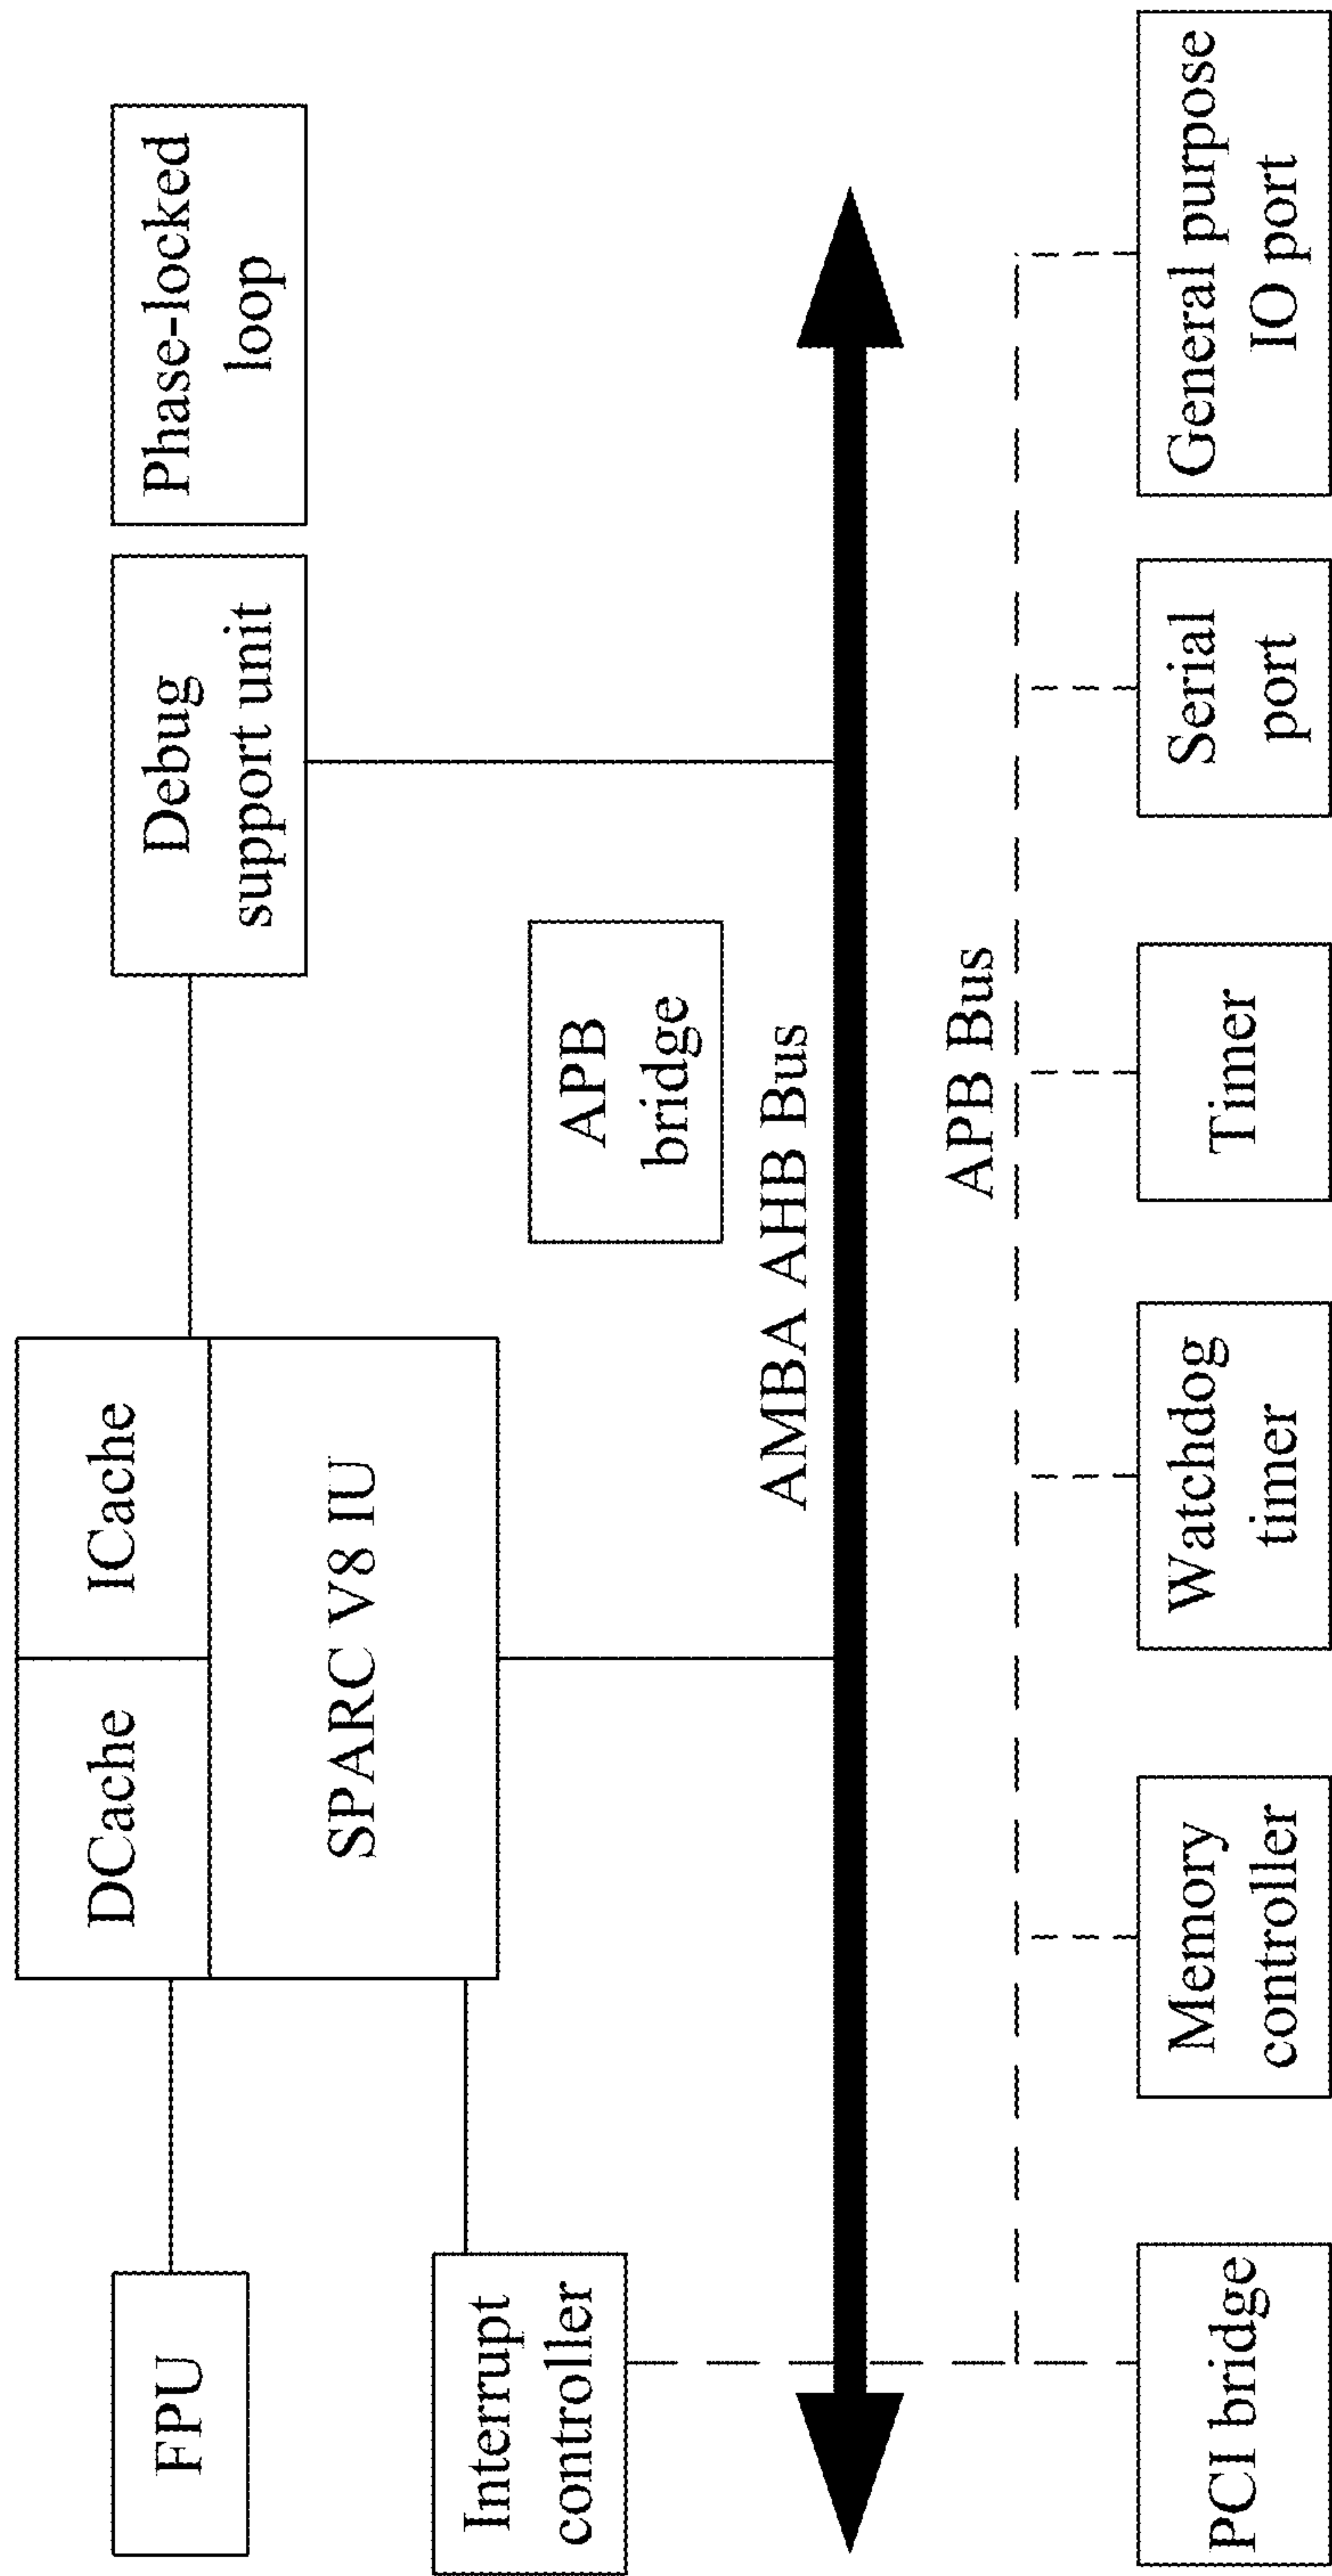 FPU
DCache
ICache
SPARC V8 IU
Debug
support unit
Phase-locked
loop
Interrupt
controller
APB
bridge
AMBA AHB Bus
APB Bus
PCI bridge
Memory
controller
Watchdog
timer
Timer
Serial
port
General purpose
IO port